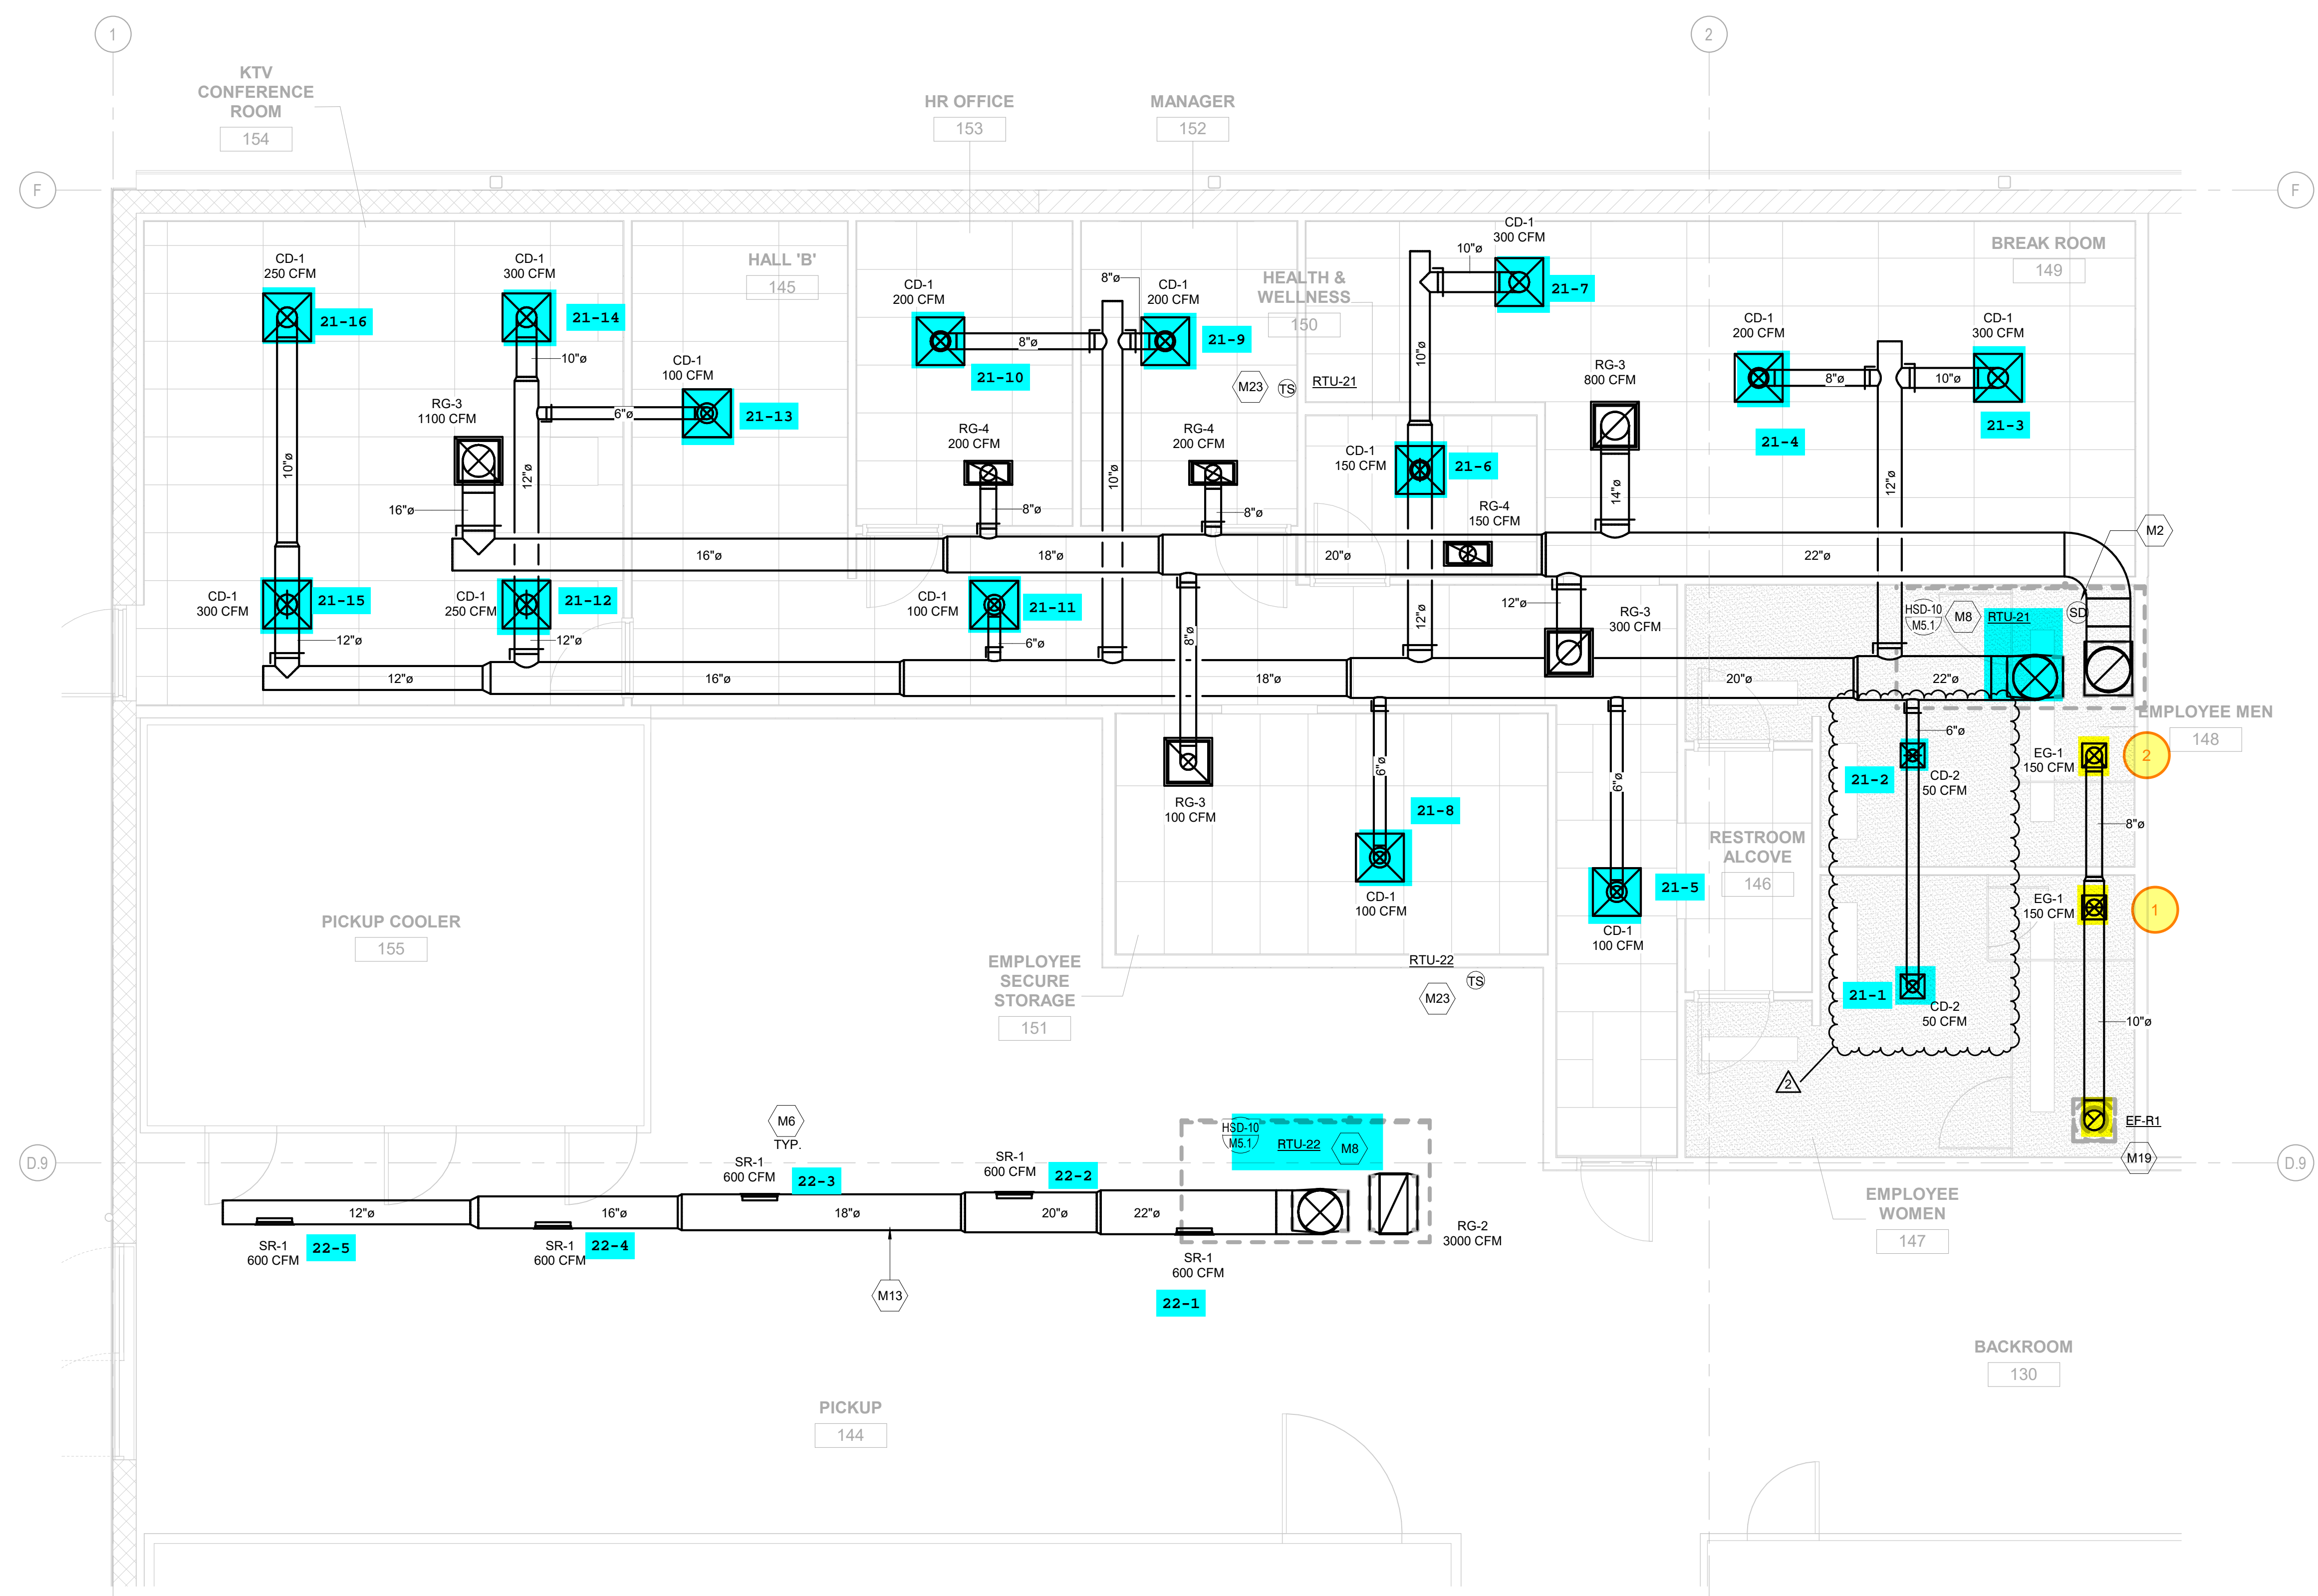 1
2
KTV
CONFERENCE
ROOM
154
HR OFFICE
153
MANAGER
152
F
F
CD-1
250 CFM
21-16
CD-1
300 CFM
21-14
10"ø
HALL 'B'
145
CD-1
100 CFM
21-13
6"ø
RG-3
1100 CFM
16"ø
10"ø
12"ø
CD-1
200 CFM
21-10
8"ø
8"ø
CD-1
200 CFM
21-9
10"ø
HEALTH &
WELLNESS
150
M23
TS
RTU-21
RG-4
200 CFM
8"ø
RG-4
200 CFM
8"ø
CD-1
300 CFM
10"ø
21-7
10"ø
CD-1
150 CFM
21-6
RG-4
150 CFM
RG-3
800 CFM
14"ø
BREAK ROOM
149
CD-1
200 CFM
21-4
8"ø
10"ø
CD-1
300 CFM
21-3
12"ø
M2
16"ø
18"ø
20"ø
22"ø
CD-1
300 CFM
21-15
12"ø
CD-1
250 CFM
21-12
12"ø
CD-1
100 CFM
21-11
6"ø
8"ø
12"ø
12"ø
RG-3
300 CFM
HSD-10
M5.1
M8
RTU-21
SD
12"ø
16"ø
18"ø
20"ø
22"ø
EMPLOYEE MEN
148
6"ø
21-2
CD-2
50 CFM
EG-1
150 CFM
2
8"ø
RG-3
100 CFM
6"ø
21-8
CD-1
100 CFM
6"ø
21-5
CD-1
100 CFM
RESTROOM
ALCOVE
146
EG-1
150 CFM
1
PICKUP COOLER
155
EMPLOYEE
SECURE
STORAGE
151
RTU-22
TS
M23
21-1
CD-2
50 CFM
10"ø
2
M6
TYP.
HSD-10
M5.1
RTU-22
M8
EF-R1
M19
D.9
D.9
SR-1
600 CFM
22-3
SR-1
600 CFM
22-2
12"ø
16"ø
18"ø
20"ø
22"ø
SR-1
600 CFM
22-5
SR-1
600 CFM
22-4
SR-1
600 CFM
22-1
RG-2
3000 CFM
M13
EMPLOYEE
WOMEN
147
BACKROOM
130
PICKUP
144